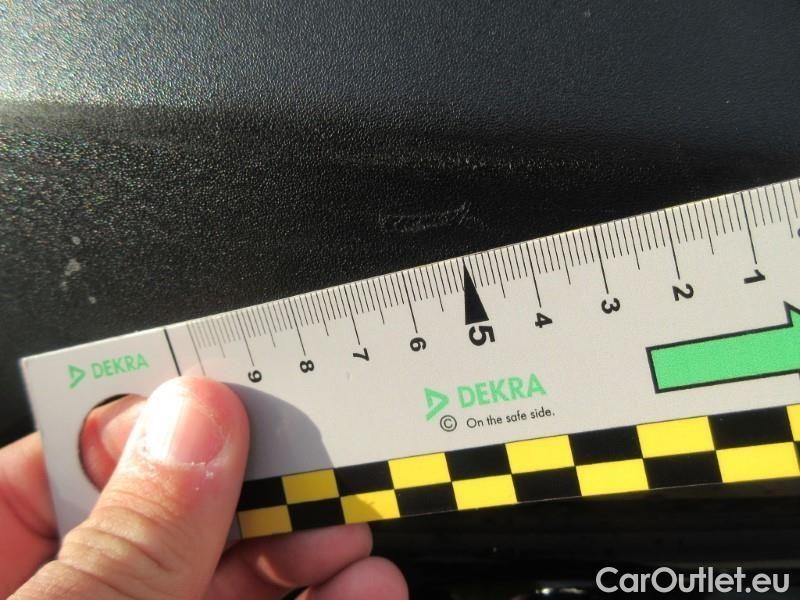 DEKRA
9 8 7 6 5 4 3 2 1
DEKRA
© On the safe side.
CarOutlet.eu